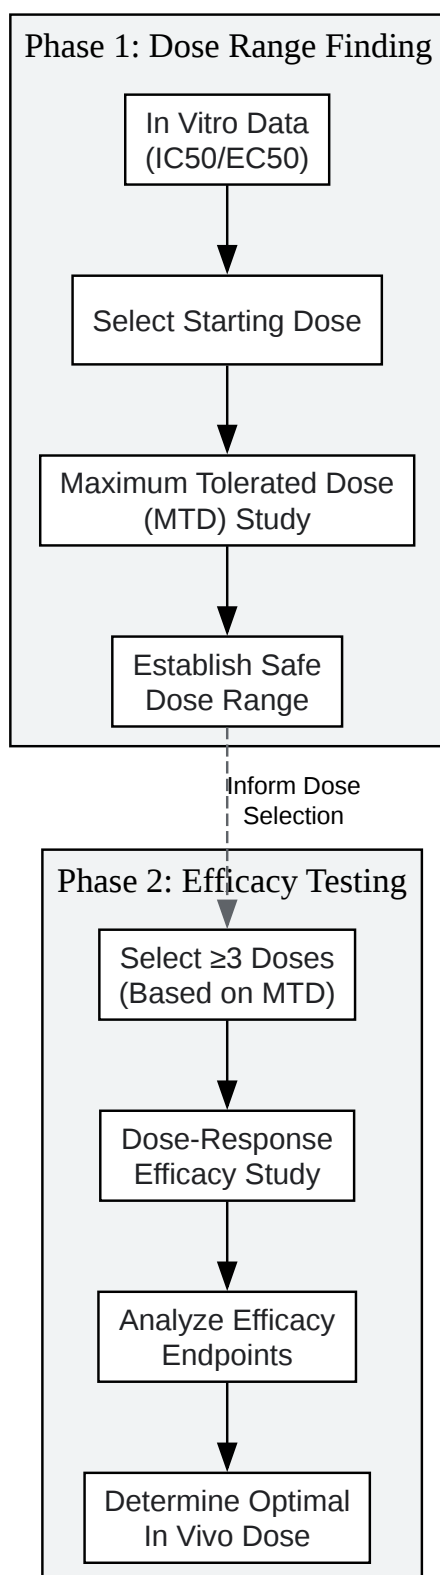 Phase 1: Dose Range Finding
In Vitro Data
(IC50/EC50)
Select Starting Dose
Maximum Tolerated Dose
(MTD) Study
Establish Safe
Dose Range
Inform Dose
Selection
Phase 2: Efficacy Testing
Select ≥3 Doses
(Based on MTD)
Dose-Response
Efficacy Study
Analyze Efficacy
Endpoints
Determine Optimal
In Vivo Dose